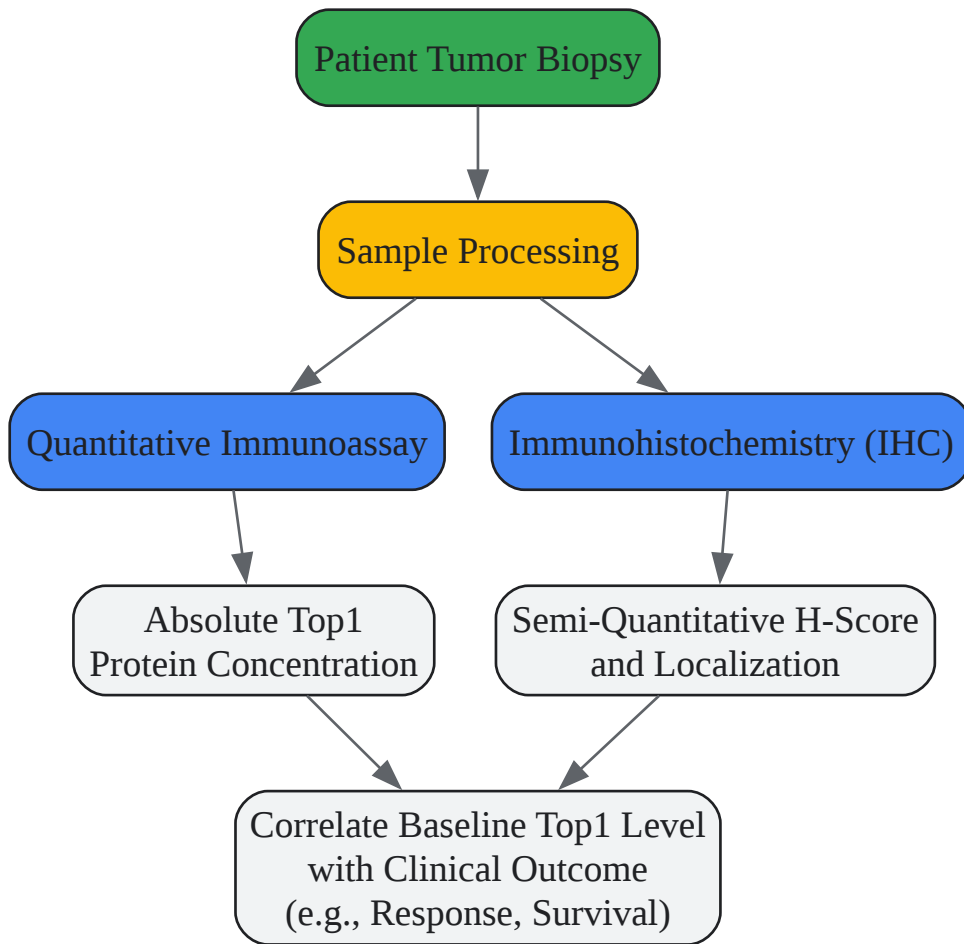 Patient Tumor Biopsy
Sample Processing
Quantitative Immunoassay
Immunohistochemistry (IHC)
Absolute Top1
Protein Concentration
Semi-Quantitative H-Score
and Localization
Correlate Baseline Top1 Level
with Clinical Outcome
(e.g., Response, Survival)